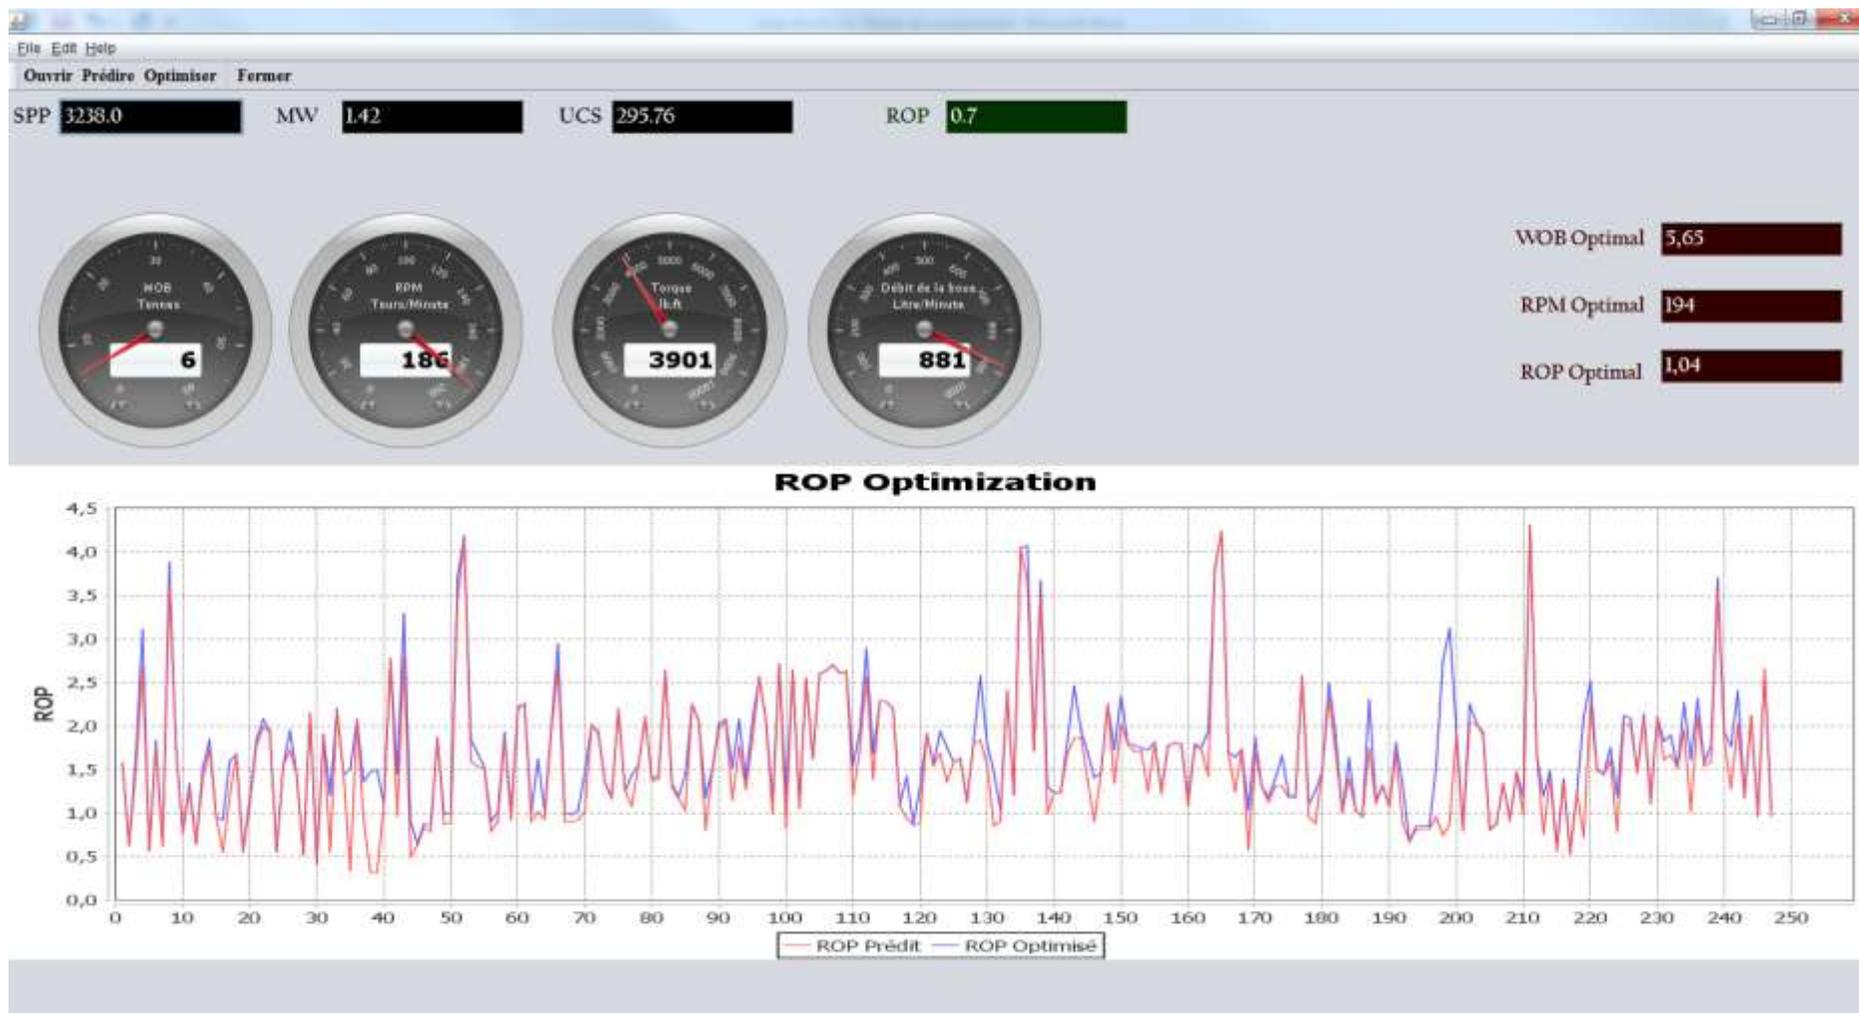 File Edit Help
Ouvrir Prédire Optimiser Fermer
SPP 3238.0 MW 1.42 UCS 295.76 ROP 0.7
WOB
Tonnes
6
RPM
Tours/Minute
186
Torque
lb.ft
3901
Débit de la boue
Litre/Minute
881
WOB Optimal 5,65
RPM Optimal 194
ROP Optimal 1,04
ROP Optimization
ROP
4,5
4,0
3,5
3,0
2,5
2,0
1,5
1,0
0,5
0,0
0 10 20 30 40 50 60 70 80 90 100 110 120 130 140 150 160 170 180 190 200 210 220 230 240 250
ROP Prédit ROP Optimisé